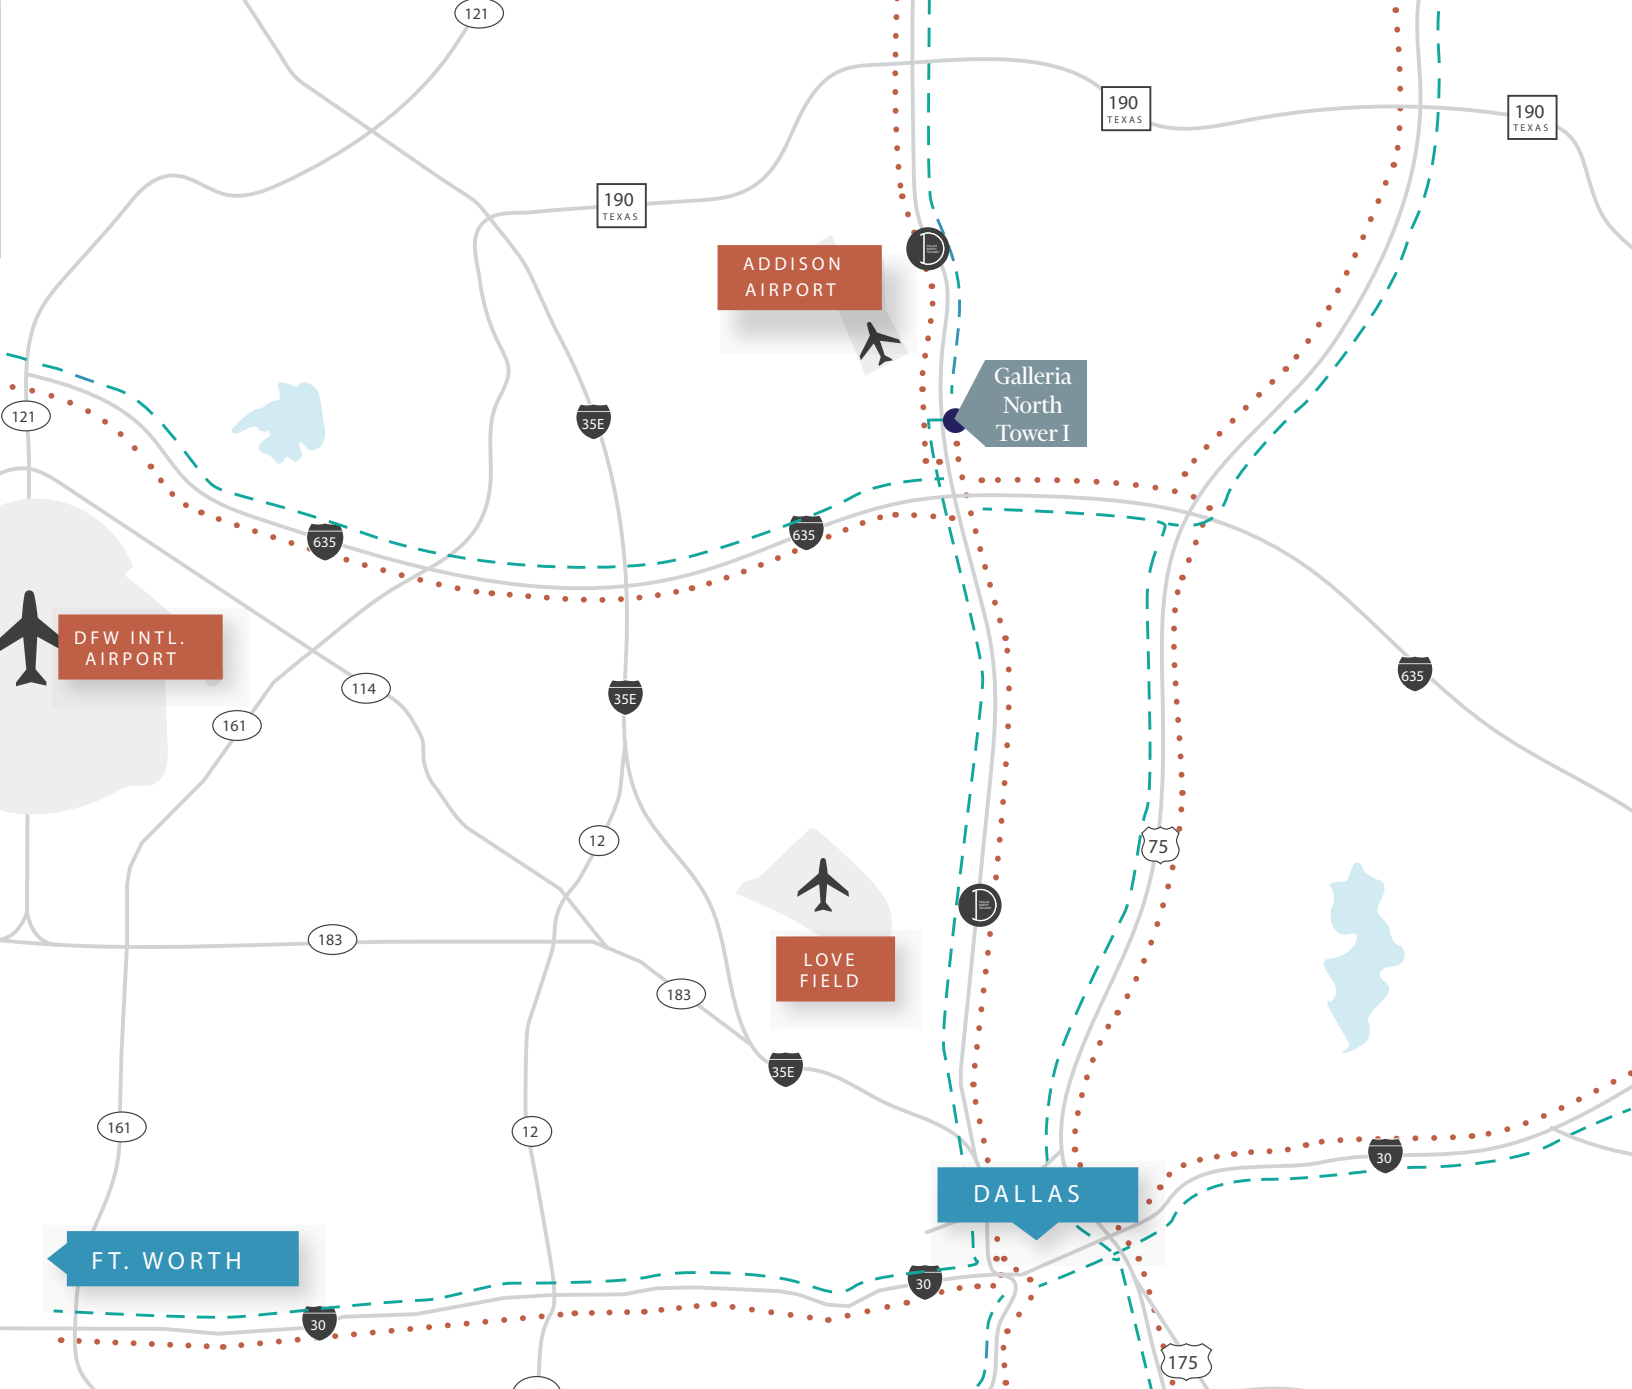 121
190
TEXAS
190
TEXAS
190
TEXAS
ADDISON
AIRPORT
Galleria
North
Tower I
121
35E
635
635
DFW INTL.
AIRPORT
114
35E
635
161
12
75
183
LOVE
FIELD
183
35E
161
12
30
DALLAS
FT. WORTH
30
30
175